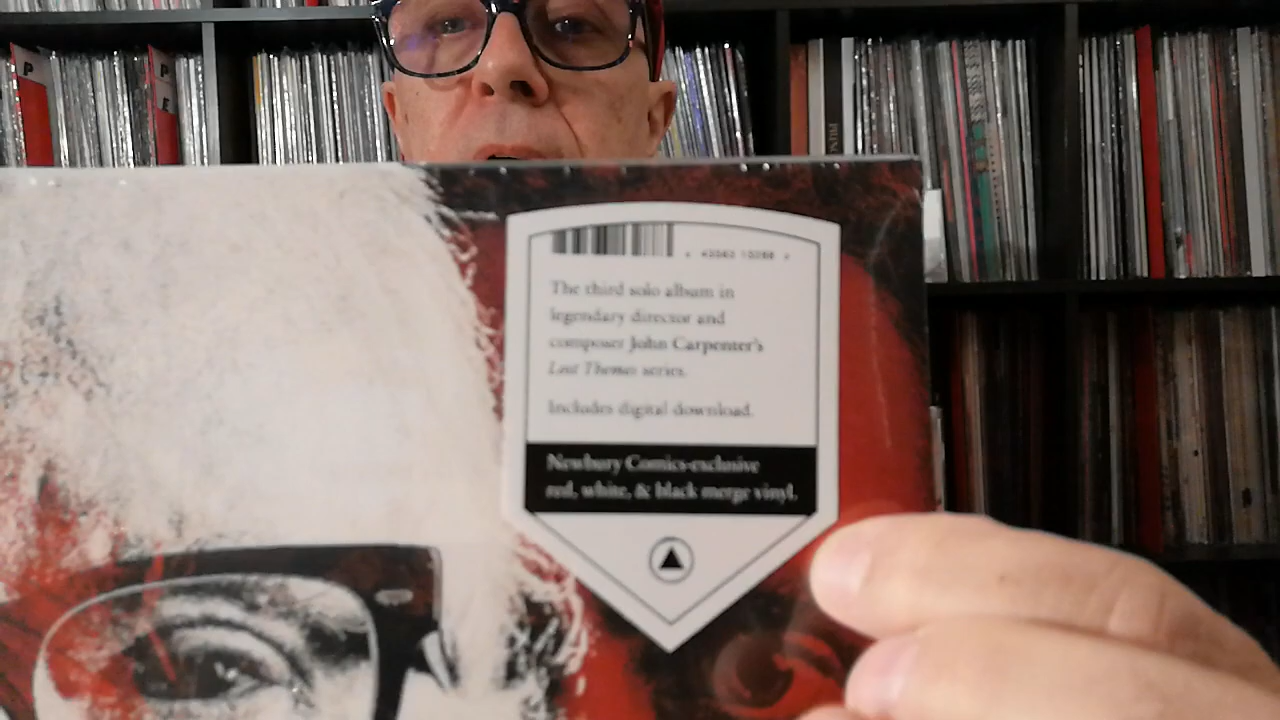 P
P
The third solo album in
legendary director and
composer John Carpenter's
Lost Themes series.
Includes digital download.
Newbury Comics-exclusive
red, white, & black merge vinyl.